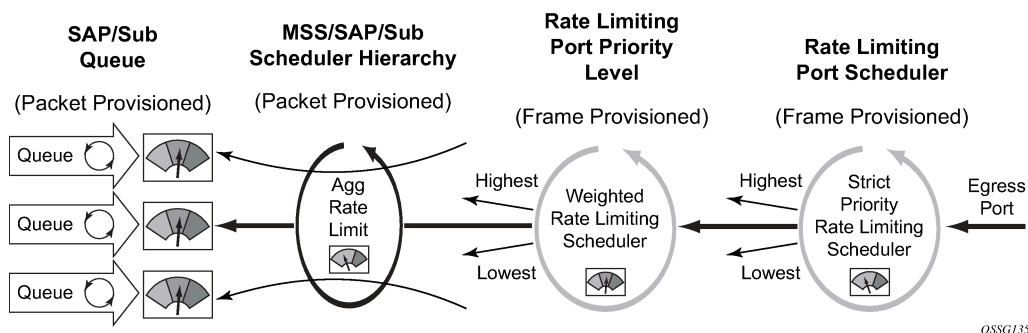 SAP/Sub
Queue
(Packet Provisioned)
MSS/SAP/Sub
Scheduler Hierarchy
(Packet Provisioned)
Rate Limiting
Port Priority
Level
(Frame Provisioned)
Rate Limiting
Port Scheduler
(Frame Provisioned)
Queue
Queue
Queue
Agg
Rate
Limit
Highest
Lowest
Weighted
Rate Limiting
Scheduler
Highest
Lowest
Strict
Priority
Rate Limiting
Scheduler
Egress
Port
OSSG135